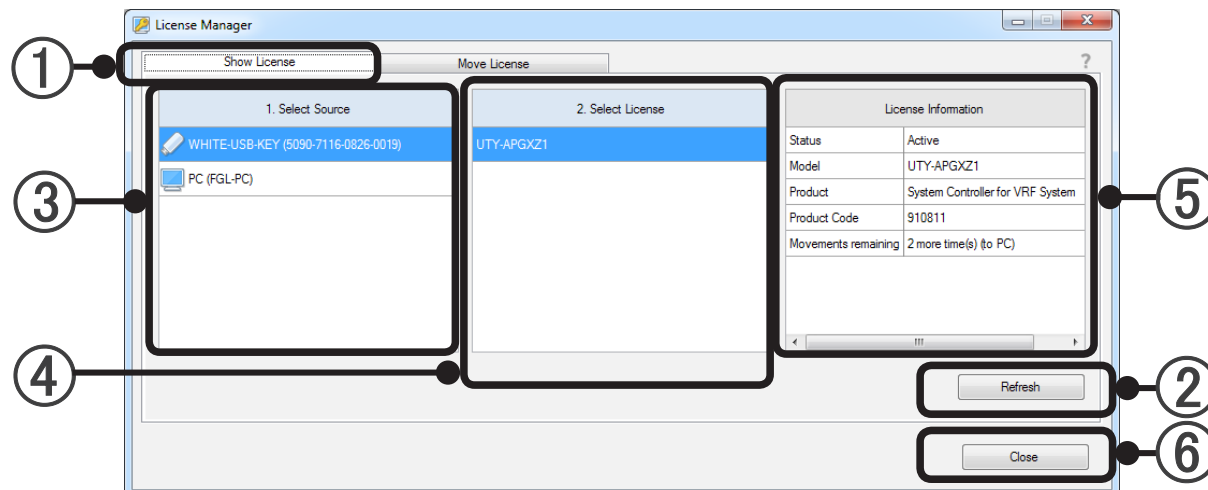 License Manager
① Show License Move License ?
1. Select Source 2. Select License License Information
WHITE-USB-KEY (5090-7116-0826-0019) UTY-APGXZ1 Status Active
PC (FGL-PC) Model UTY-APGXZ1
③ Product System Controller for VRF System ⑤
Product Code 910811
Movements remaining 2 more time(s) (to PC)
④ Refresh ②
Close ⑥